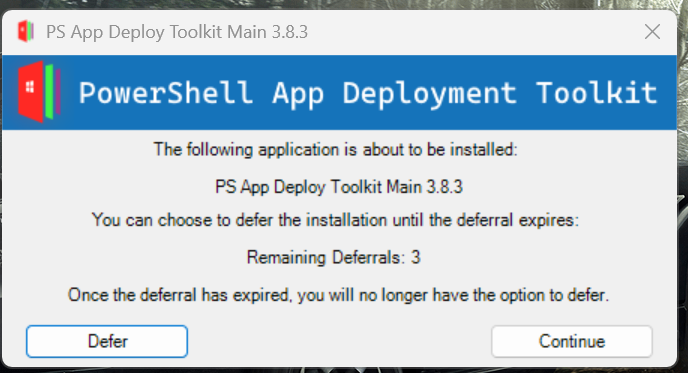 PS App Deploy Toolkit Main 3.8.3
PowerShell App Deployment Toolkit
The following application is about to be installed:
PS App Deploy Toolkit Main 3.8.3
You can choose to defer the installation until the deferral expires:
Remaining Deferrals: 3
Once the deferral has expired, you will no longer have the option to defer.
Defer
Continue